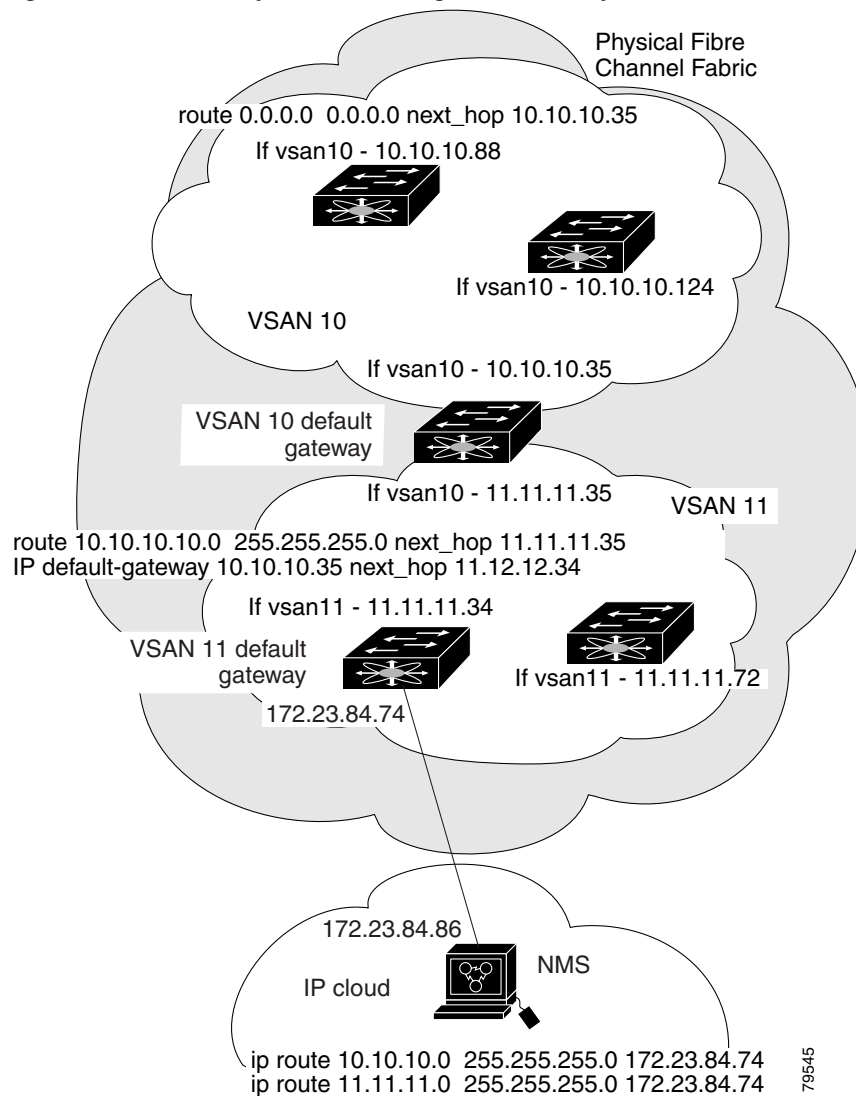 Physical Fibre
Channel Fabric
route 0.0.0.0 0.0.0.0 next_hop 10.10.10.35
If vsan10 - 10.10.10.88
If vsan10 - 10.10.10.124
VSAN 10
If vsan10 - 10.10.10.35
VSAN 10 default
gateway
If vsan10 - 11.11.11.35
VSAN 11
route 10.10.10.10.0 255.255.255.0 next_hop 11.11.11.35
IP default-gateway 10.10.10.35 next_hop 11.12.12.34
If vsan11 - 11.11.11.34
VSAN 11 default
gateway
If vsan11 - 11.11.11.72
172.23.84.74
172.23.84.86
NMS
IP cloud
ip route 10.10.10.0 255.255.255.0 172.23.84.74
ip route 11.11.11.0 255.255.255.0 172.23.84.74
79545